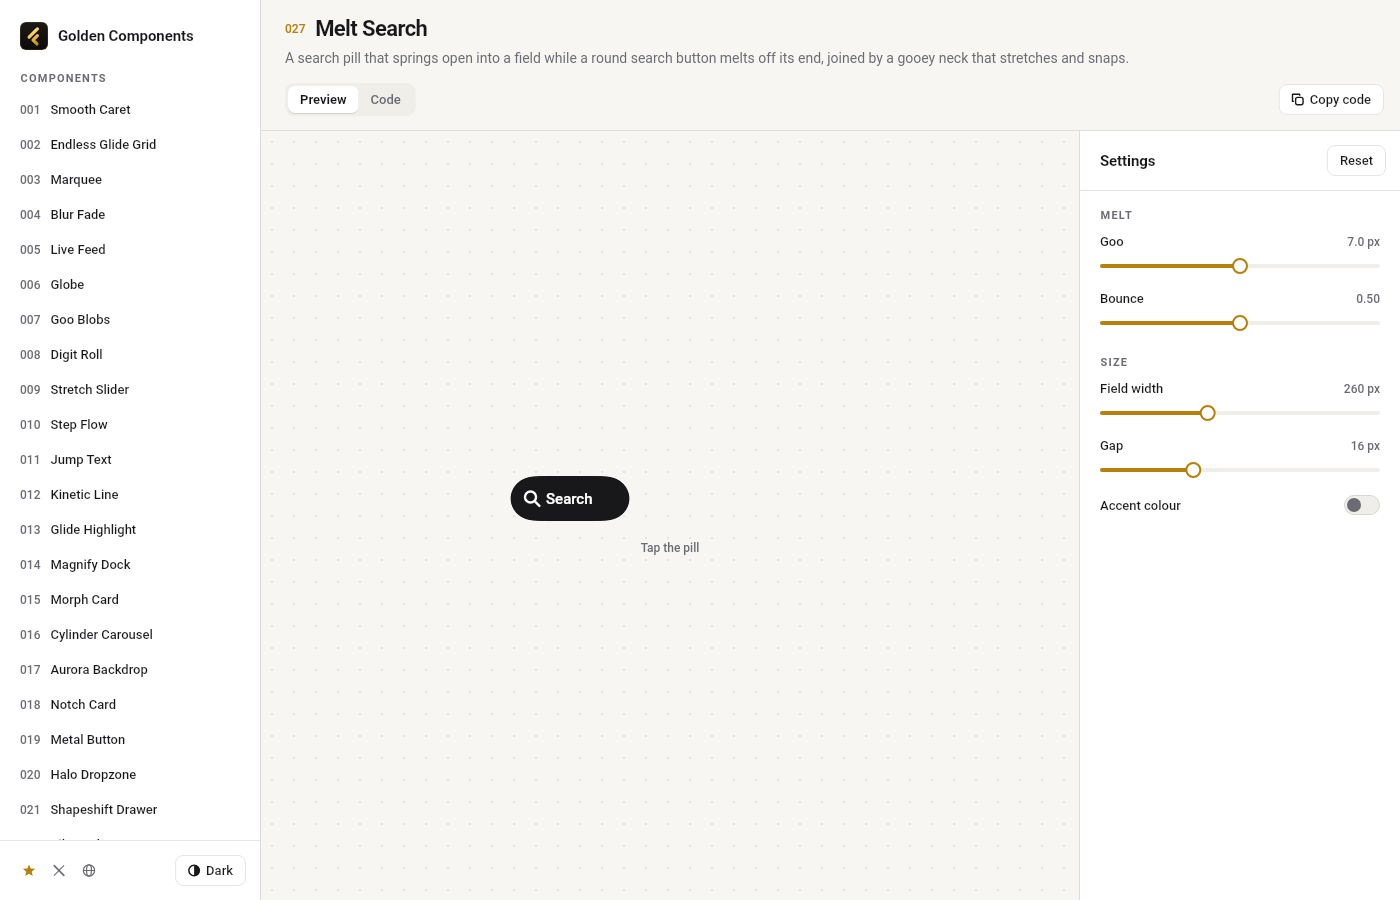 Golden Components
COMPONENTS
001 Smooth Caret
002 Endless Glide Grid
003 Marquee
004 Blur Fade
005 Live Feed
006 Globe
007 Goo Blobs
008 Digit Roll
009 Stretch Slider
010 Step Flow
011 Jump Text
012 Kinetic Line
013 Glide Highlight
014 Magnify Dock
015 Morph Card
016 Cylinder Carousel
017 Aurora Backdrop
018 Notch Card
019 Metal Button
020 Halo Dropzone
021 Shapeshift Drawer
Dark
027 Melt Search
A search pill that springs open into a field while a round search button melts off its end, joined by a gooey neck that stretches and snaps.
Preview Code
Copy code
Search
Tap the pill
Settings
Reset
MELT
Goo 7.0 px
Bounce 0.50
SIZE
Field width 260 px
Gap 16 px
Accent colour